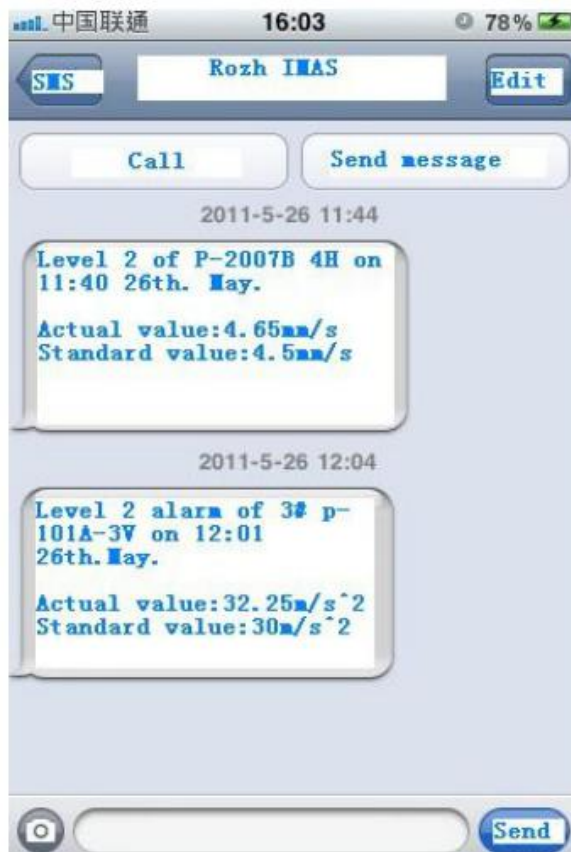 中国联通 16:03 78%
SMS Rozh IMAS Edit
Call Send message
2011-5-26 11:44
Level 2 of P-2007B 4H on
11:40 26th. May.
Actual value:4.65mm/s
Standard value:4.5mm/s
2011-5-26 12:04
Level 2 alarm of 3# p-
101A-3V on 12:01
26th.May.
Actual value:32.25m/s^2
Standard value:30m/s^2
Send